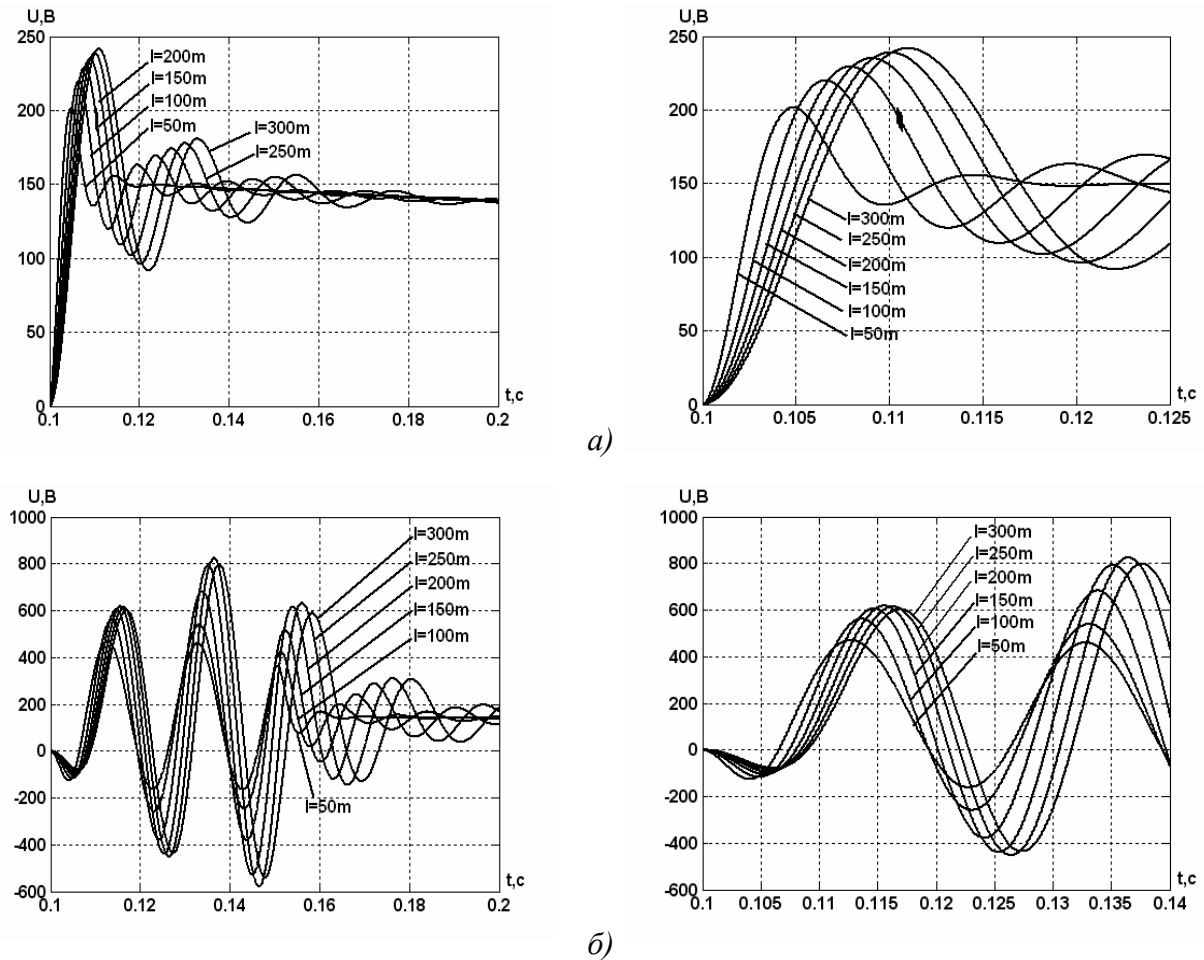 U,B
250
200
150
100
50
0
0.1
0.12
0.14
0.16
0.18
0.2
t,c
l=200m
l=150m
l=100m
l=50m
l=300m
l=250m
U,B
250
200
150
100
50
0
0.1
0.105
0.11
0.115
0.12
0.125
t,c
l=300m
l=250m
l=200m
l=150m
l=100m
l=50m
а)
U,B
1000
800
600
400
200
0
-200
-400
-600
0.1
0.12
0.14
0.16
0.18
0.2
t,c
l=300m
l=250m
l=200m
l=150m
l=100m
l=50m
U,B
1000
800
600
400
200
0
-200
-400
-600
0.1
0.105
0.11
0.115
0.12
0.125
0.13
0.135
0.14
t,c
l=300m
l=250m
l=200m
l=150m
l=100m
l=50m
б)